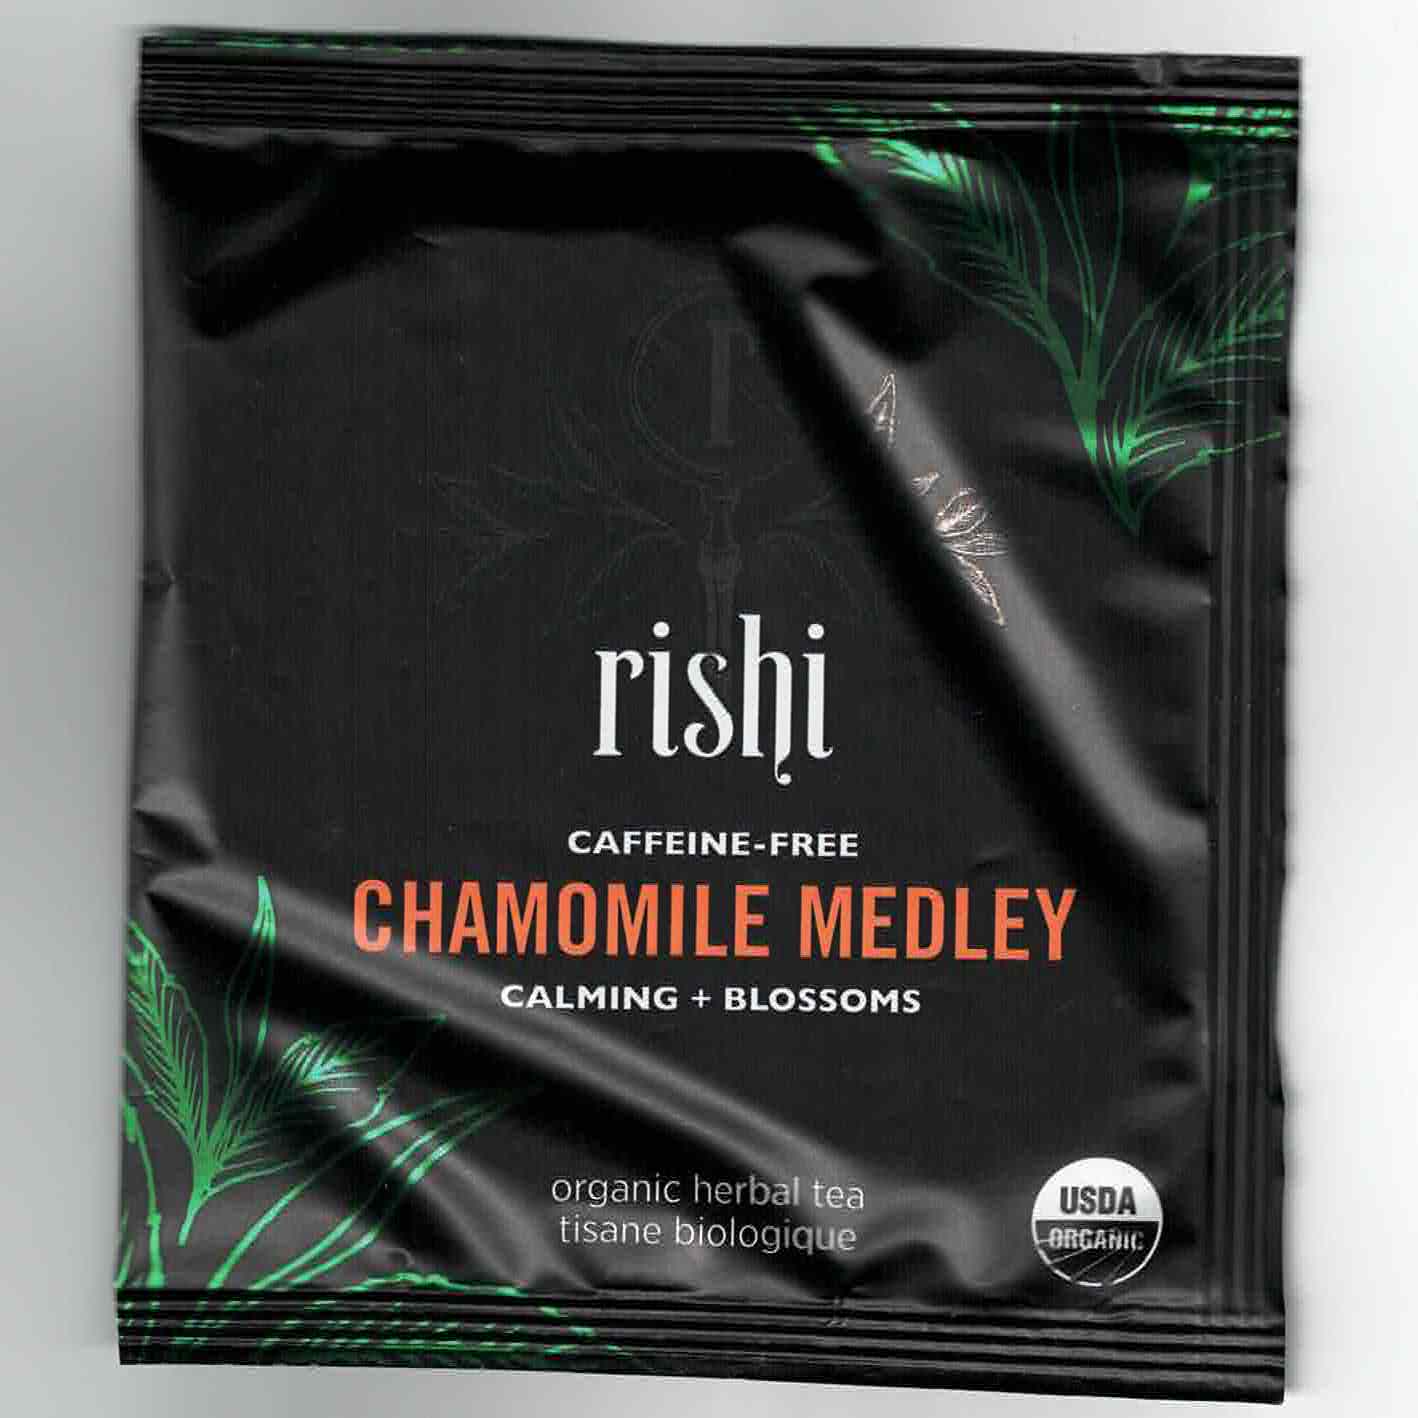 rishi
CAFFEINE-FREE
CHAMOMILE MEDLEY
CALMING + BLOSSOMS
organic herbal tea
tisane biologique
USDA
ORGANIC